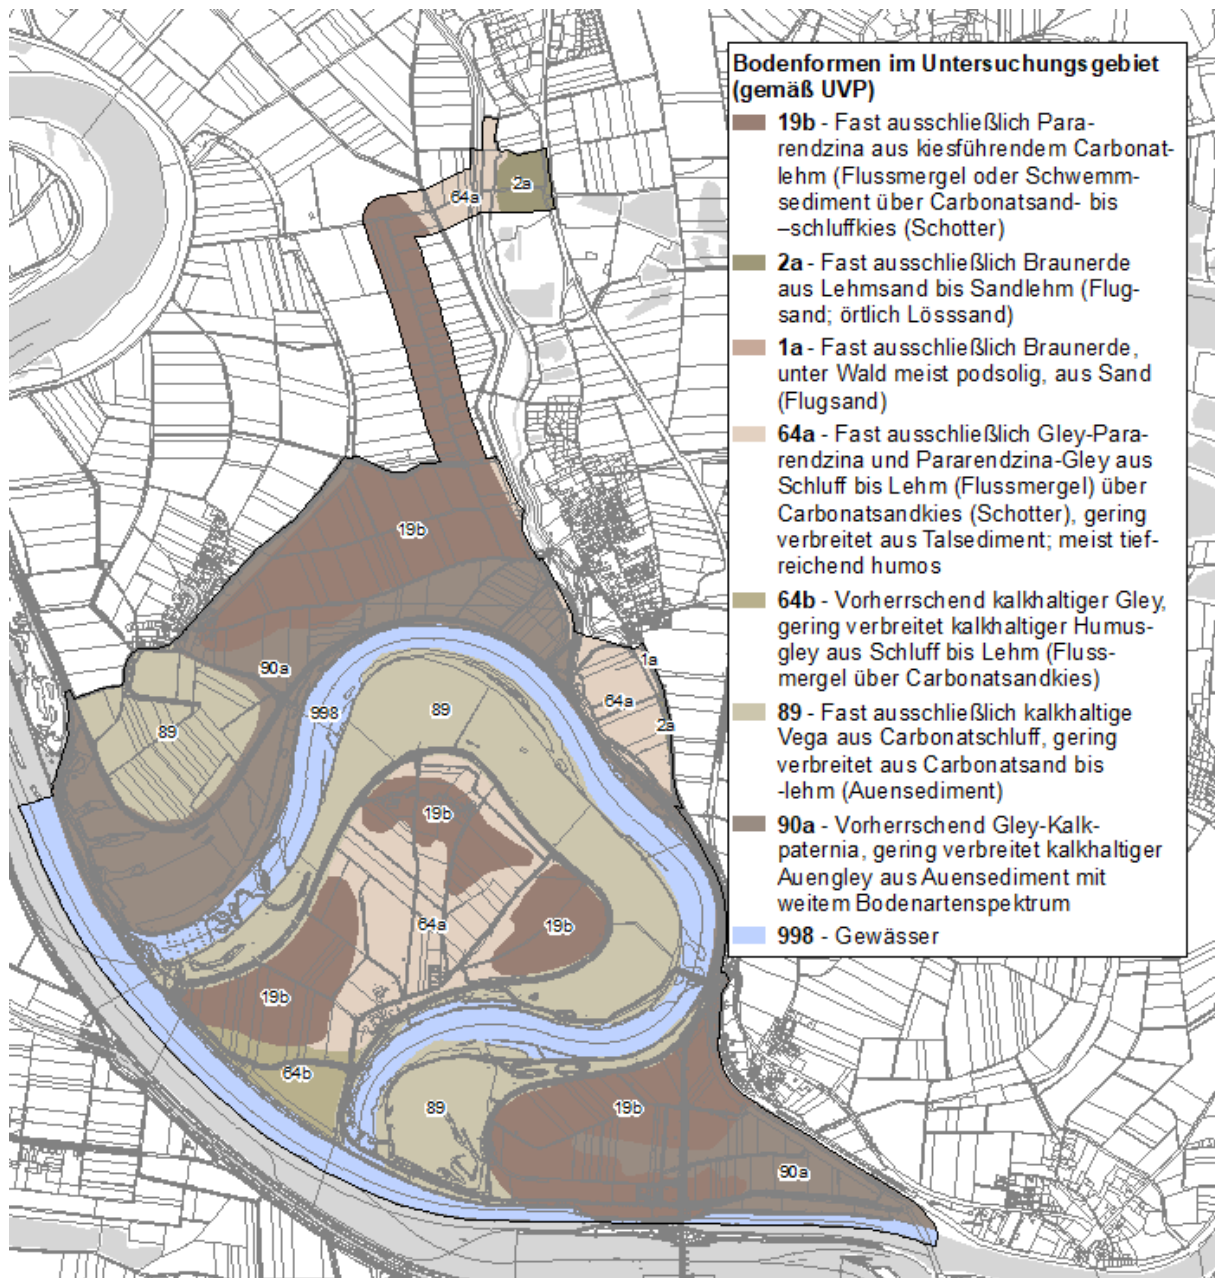 Bodenformen im Untersuchungsgebiet
(gemäß UVP)
19b - Fast ausschließlich Para-
rendzina aus kiesführendem Carbonat-
lehm (Flussmergel oder Schwemm-
sediment über Carbonatsand- bis
–schluffkies (Schotter)
2a - Fast ausschließlich Braunerde
aus Lehmsand bis Sandlehm (Flug-
sand; örtlich Lösssand)
1a - Fast ausschließlich Braunerde,
unter Wald meist podsolig, aus Sand
(Flugsand)
64a - Fast ausschließlich Gley-Para-
rendzina und Pararendzina-Gley aus
Schluff bis Lehm (Flussmergel) über
Carbonatsandkies (Schotter), gering
verbreitet aus Talsediment; meist tief-
reichend humos
64b - Vorherrschend kalkhaltiger Gley,
gering verbreitet kalkhaltiger Humus-
gley aus Schluff bis Lehm (Fluss-
mergel über Carbonatsandkies)
89 - Fast ausschließlich kalkhaltige
Vega aus Carbonatschluff, gering
verbreitet aus Carbonatsand bis
-lehm (Auensediment)
90a - Vorherrschend Gley-Kalk-
paternia, gering verbreitet kalkhaltiger
Auengley aus Auensediment mit
weitem Bodenartenspektrum
998 - Gewässer
2a
64a
19b
1a
90a
64a
998
89
2a
89
19b
64a
19b
19b
64b
89
19b
90a